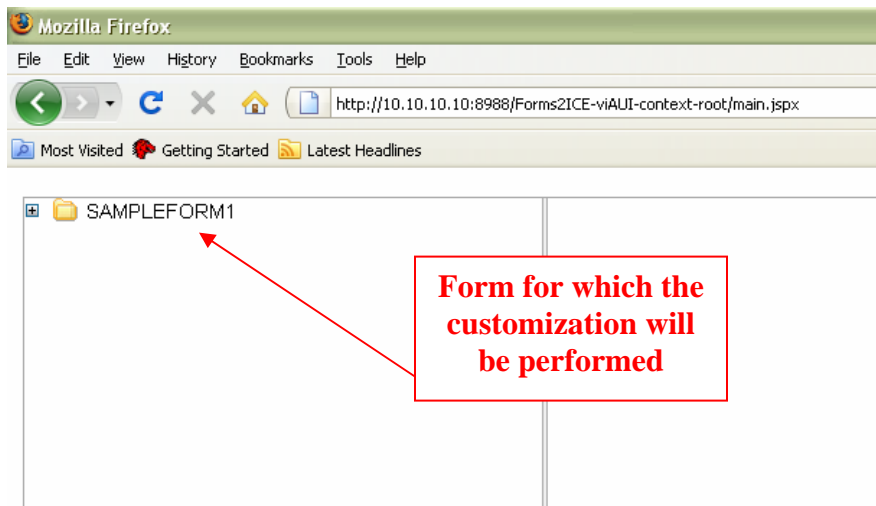 Mozilla Firefox
File Edit View History Bookmarks Tools Help
http://10.10.10.10:8988/Forms2ICE-viAUI-context-root/main.jspx
Most Visited Getting Started Latest Headlines
SAMPLEFORM1
Form for which the
customization will
be performed